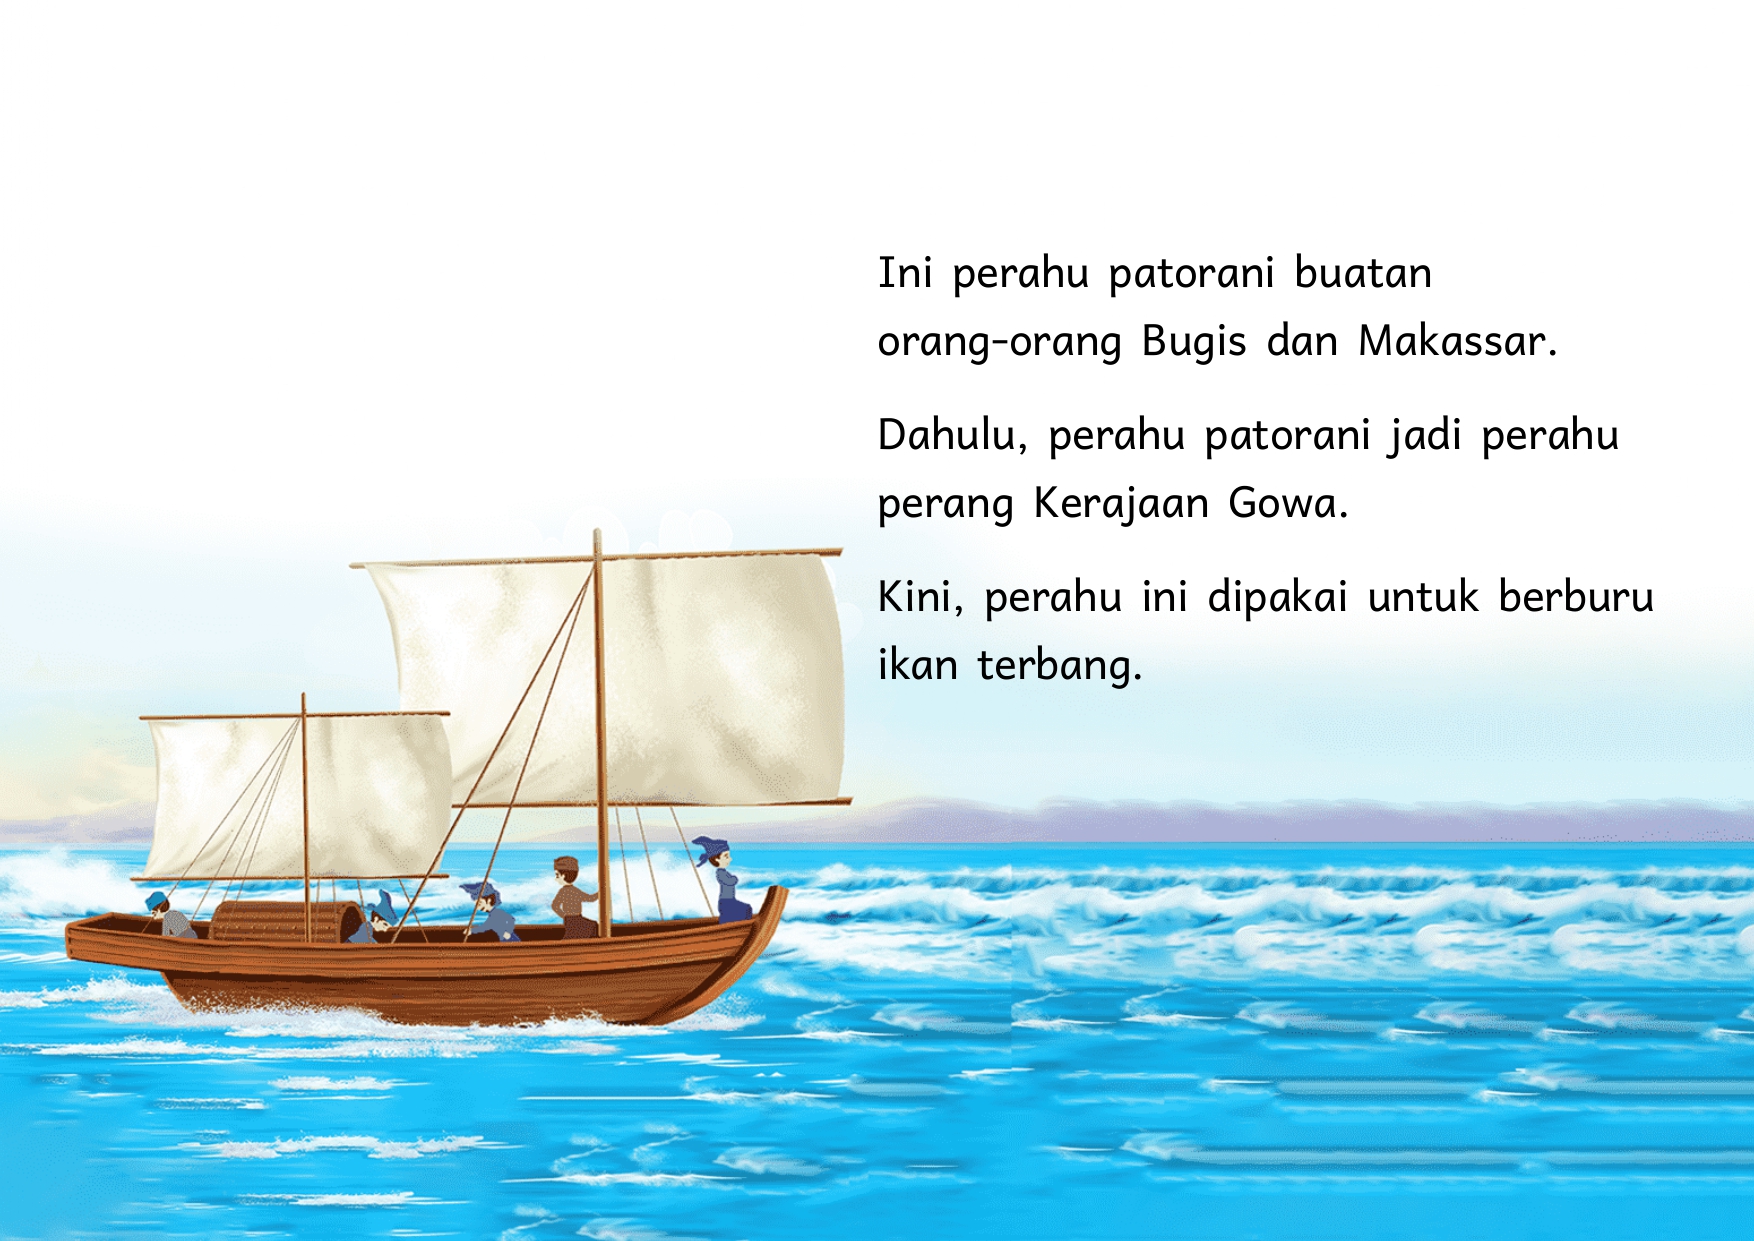 Ini perahu patorani buatan
orang-orang Bugis dan Makassar.
Dahulu, perahu patorani jadi perahu
perang Kerajaan Gowa.
Kini, perahu ini dipakai untuk berburu
ikan terbang.